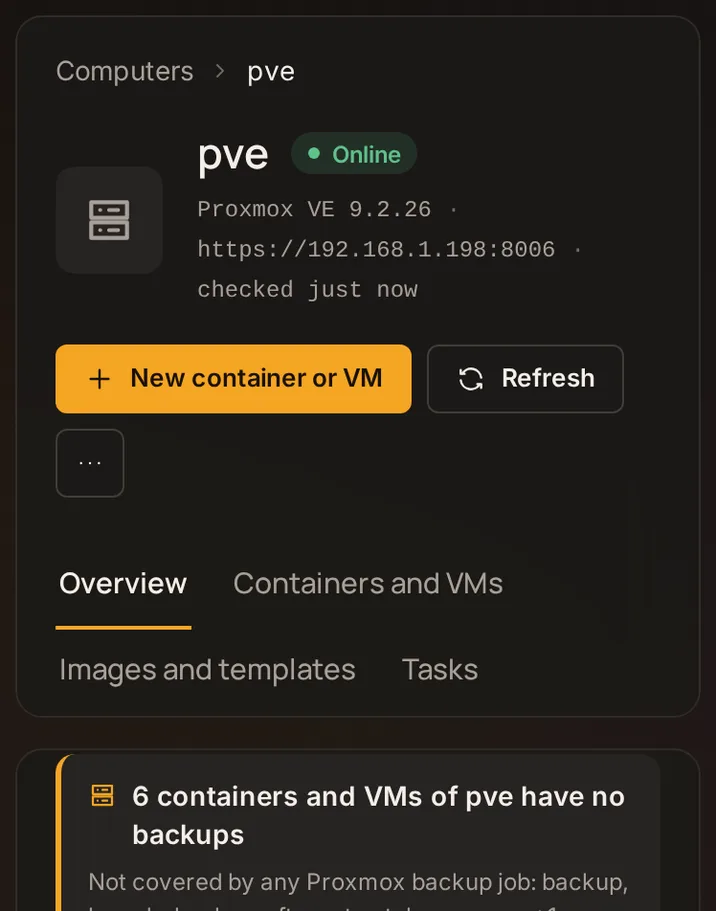 Computers > pve
pve
Online
Proxmox VE 9.2.26 ·
https://192.168.1.198:8006 ·
checked just now
+ New container or VM
Refresh
...
Overview
Containers and VMs
Images and templates
Tasks
6 containers and VMs of pve have no
backups
Not covered by any Proxmox backup job: backup,